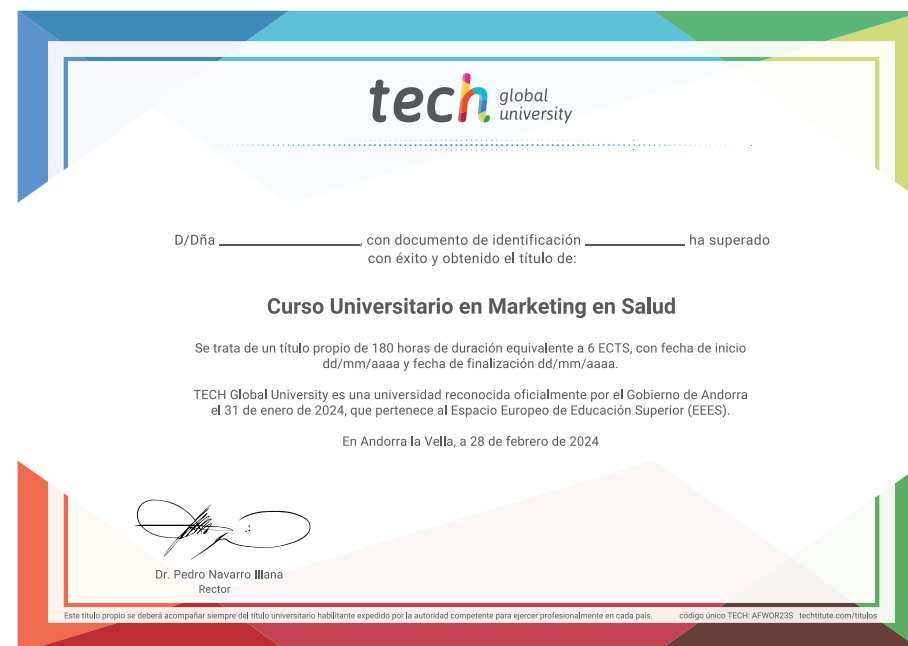 tech global university
D/Dña ______________________, con documento de identificación ________________ ha superado
con éxito y obtenido el título de:
Curso Universitario en Marketing en Salud
Se trata de un título propio de 180 horas de duración equivalente a 6 ECTS, con fecha de inicio
dd/mm/aaaa y fecha de finalización dd/mm/aaaa.
TECH Global University es una universidad reconocida oficialmente por el Gobierno de Andorra
el 31 de enero de 2024, que pertenece al Espacio Europeo de Educación Superior (EEES).
En Andorra la Vella, a 28 de febrero de 2024
Dr. Pedro Navarro Illana
Rector
Este título propio se deberá acompañar siempre del título universitario habilitante expedido por la autoridad competente para ejercer profesionalmente en cada país. código único TECH: AFWOR23S techtitute.com/titulos